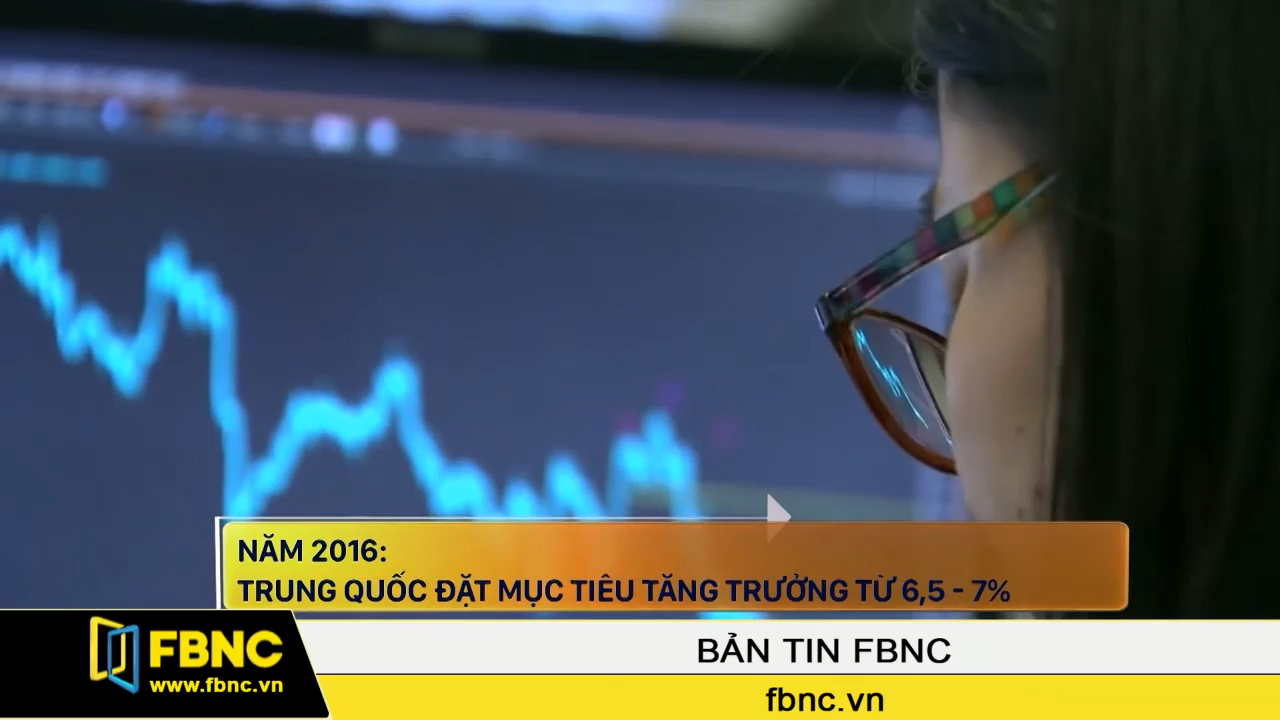 NĂM 2016:
TRUNG QUỐC ĐẶT MỤC TIÊU TĂNG TRƯỞNG TỪ 6,5 - 7%
FBNC
www.fbnc.vn
BẢN TIN FBNC
fbnc.vn